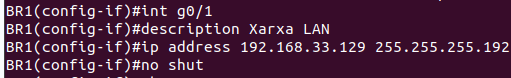 BR1(config-if)#int g0/1
BR1(config-if)#description Xarxa LAN
BR1(config-if)#ip address 192.168.33.129 255.255.255.192
BR1(config-if)#no shut